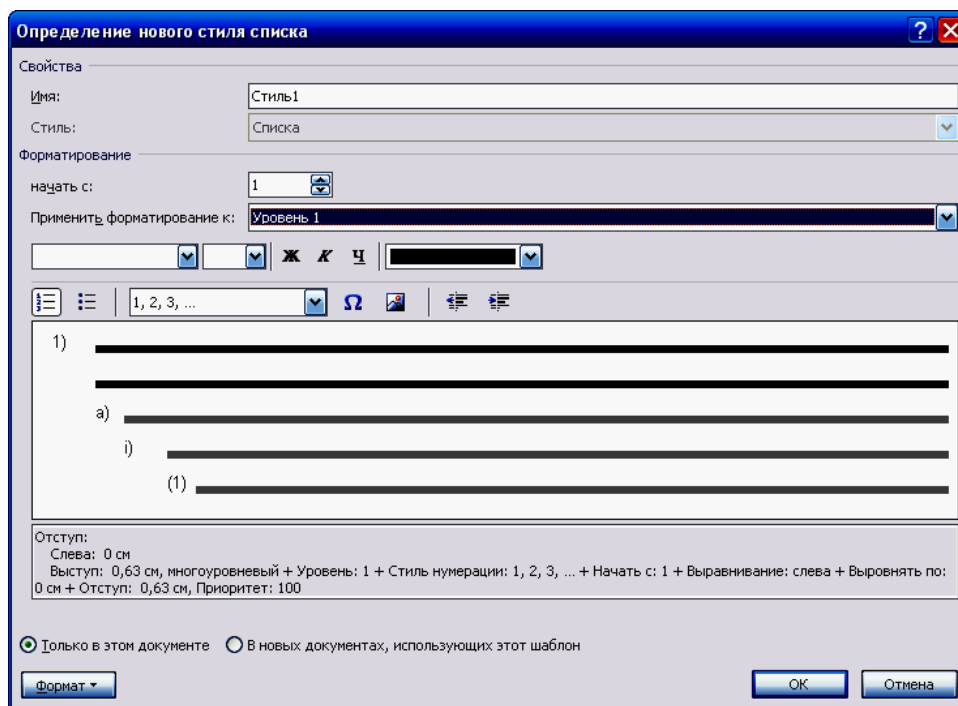 Определение нового стиля списка
Свойства
Имя: Стиль1
Стиль: Списка
Форматирование
начать с: 1
Применить форматирование к: Уровень 1
Ж К Ч
1, 2, 3, ... Ω
1)
a)
i)
(1)
Отступ:
Слева: 0 см
Выступ: 0,63 см, многоуровневый + Уровень: 1 + Стиль нумерации: 1, 2, 3, ... + Начать с: 1 + Выравнивание: слева + Выровнять по:
0 см + Отступ: 0,63 см, Приоритет: 100
Только в этом документе В новых документах, использующих этот шаблон
Формат ОК Отмена